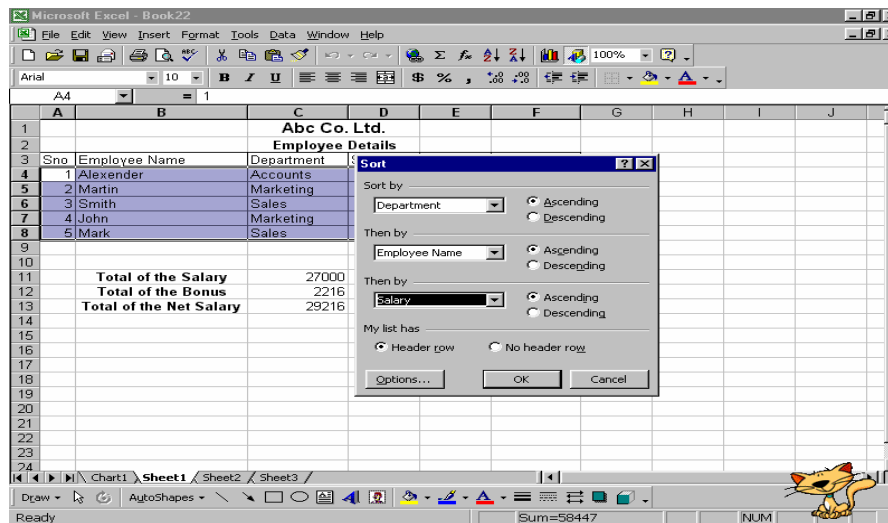 Microsoft Excel - Book22
File Edit View Insert Format Tools Data Window Help
100%
Arial 10 B I U $ % ,
A4 = 1
A B C D E F G H I J
1 Abc Co. Ltd.
2 Employee Details
3 Sno Employee Name Department S
4 1 Alexender Accounts
5 2 Martin Marketing
6 3 Smith Sales
7 4 John Marketing
8 5 Mark Sales
9
10
11 Total of the Salary 27000
12 Total of the Bonus 2216
13 Total of the Net Salary 29216
14
15
16
17
18
19
20
21
22
23
24
Sort
Sort by
Department Ascending
Descending
Then by
Employee Name Ascending
Descending
Then by
Salary Ascending
Descending
My list has
Header row No header row
Options... OK Cancel
Chart1 Sheet1 Sheet2 Sheet3
Draw AutoShapes
Ready Sum=58447 NUM